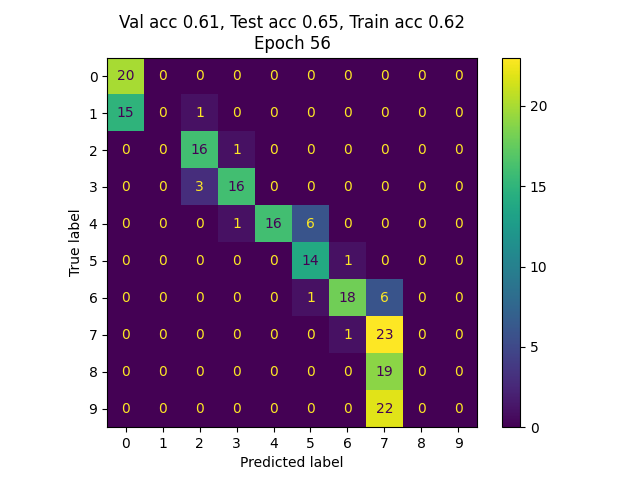 Val acc 0.61, Test acc 0.65, Train acc 0.62
Epoch 56
0 20 0 0 0 0 0 0 0 0 0
1 15 0 1 0 0 0 0 0 0 0
2 0 0 16 1 0 0 0 0 0 0
3 0 0 3 16 0 0 0 0 0 0
4 0 0 0 1 16 6 0 0 0 0
5 0 0 0 0 0 14 1 0 0 0
6 0 0 0 0 0 1 18 6 0 0
7 0 0 0 0 0 0 1 23 0 0
8 0 0 0 0 0 0 0 19 0 0
9 0 0 0 0 0 0 0 22 0 0
0 1 2 3 4 5 6 7 8 9
Predicted label
True label
20
15
10
5
0